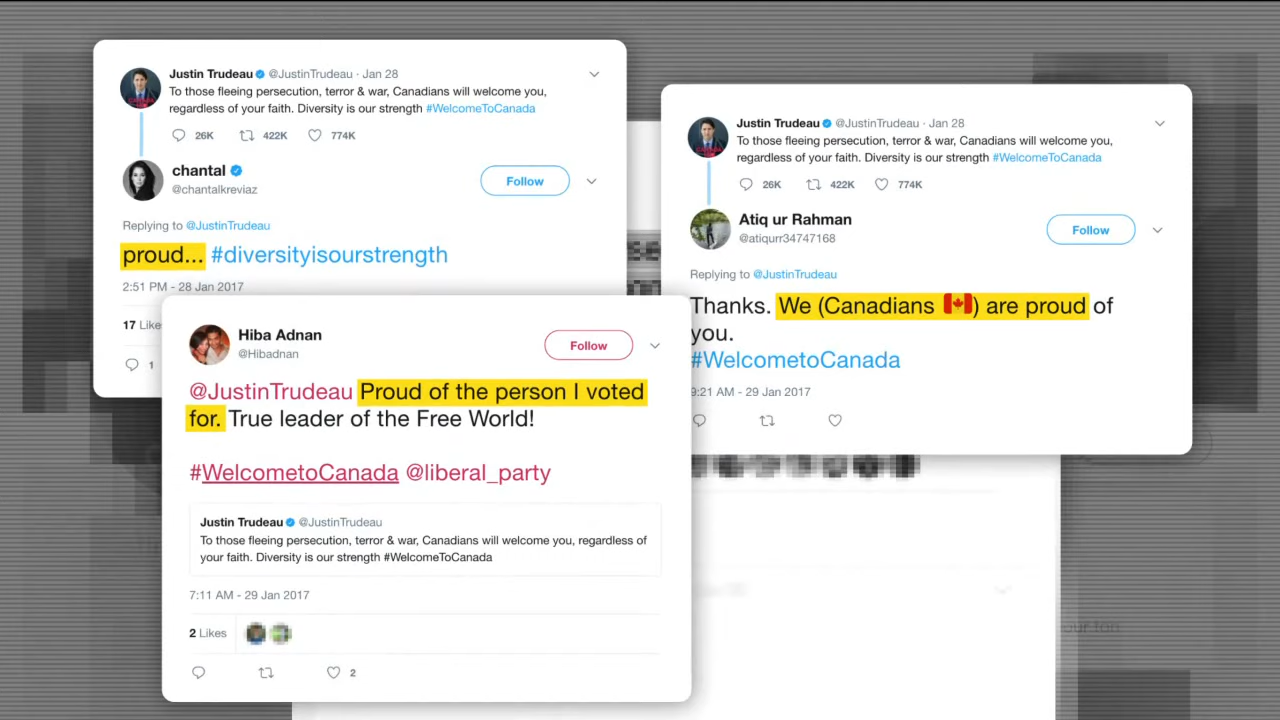 Justin Trudeau @JustinTrudeau · Jan 28
To those fleeing persecution, terror & war, Canadians will welcome you,
regardless of your faith. Diversity is our strength #WelcomeToCanada
26K 422K 774K
chantal
@chantalkreviaz
Follow
Replying to @JustinTrudeau
proud... #diversityisourstrength
2:51 PM - 28 Jan 2017
17 Like
1
Justin Trudeau @JustinTrudeau · Jan 28
To those fleeing persecution, terror & war, Canadians will welcome you,
regardless of your faith. Diversity is our strength #WelcomeToCanada
26K 422K 774K
Atiq ur Rahman
@atiqurr34747168
Follow
Replying to @JustinTrudeau
Thanks. We (Canadians 🇨🇦) are proud of
you.
#WelcometoCanada
9:21 AM - 29 Jan 2017
Hiba Adnan
@Hibadnan
Follow
@JustinTrudeau Proud of the person I voted
for. True leader of the Free World!
#WelcometoCanada @liberal_party
Justin Trudeau @JustinTrudeau
To those fleeing persecution, terror & war, Canadians will welcome you, regardless of
your faith. Diversity is our strength #WelcomeToCanada
7:11 AM - 29 Jan 2017
2 Likes
2